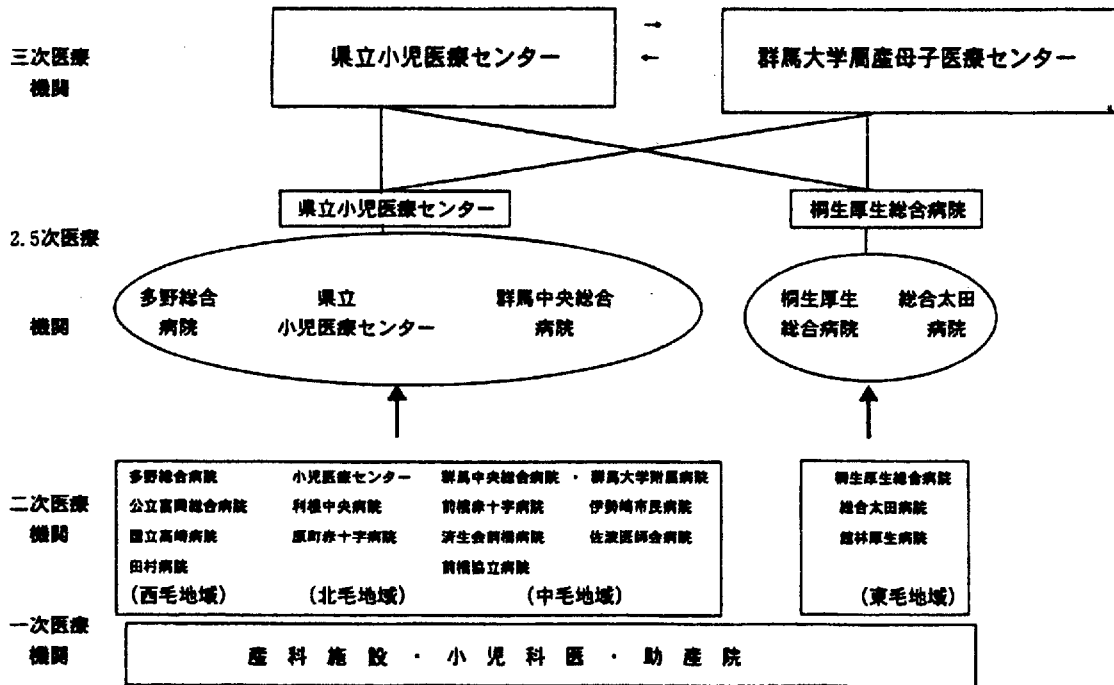 →
三次医療 県立小児医療センター ← 群馬大学周産母子医療センター
機関
県立小児医療センター 桐生厚生総合病院
2.5次医療
多野総合 県立 群馬中央総合 桐生厚生 総合太田
機関 病院 小児医療センター 病院 総合病院 病院
多野総合病院 小児医療センター 群馬中央総合病院 ・ 群馬大学附属病院 桐生厚生総合病院
二次医療 公立富岡総合病院 利根中央病院 前橋赤十字病院 伊勢崎市民病院 総合太田病院
機関 国立高崎病院 原町赤十字病院 済生会前橋病院 佐波医師会病院 館林厚生病院
田村病院 前橋協立病院
(西毛地域) (北毛地域) (中毛地域) (東毛地域)
一次医療
機関 産科施設・小児科医・助産院